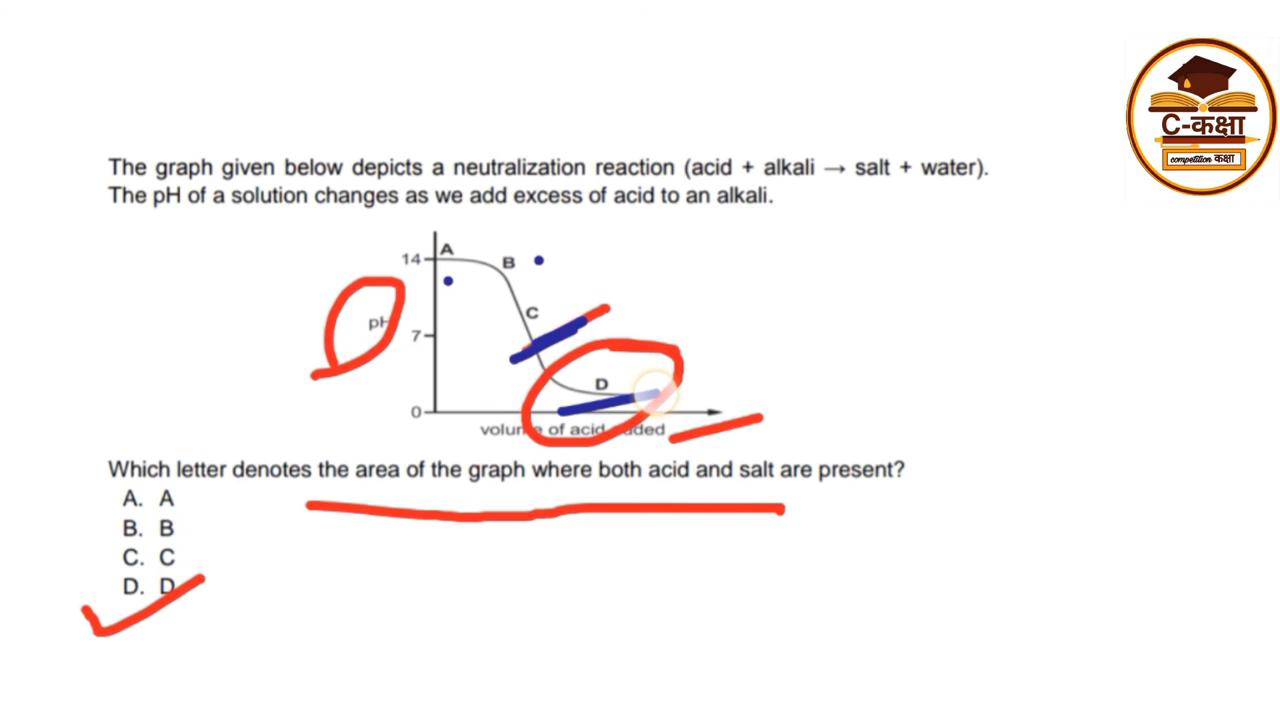 C-कक्षा
competition कक्षा
The graph given below depicts a neutralization reaction (acid + alkali → salt + water).
The pH of a solution changes as we add excess of acid to an alkali.
A
14
B
C
pH
7
D
0
volume of acid added
Which letter denotes the area of the graph where both acid and salt are present?
A. A
B. B
C. C
D. D